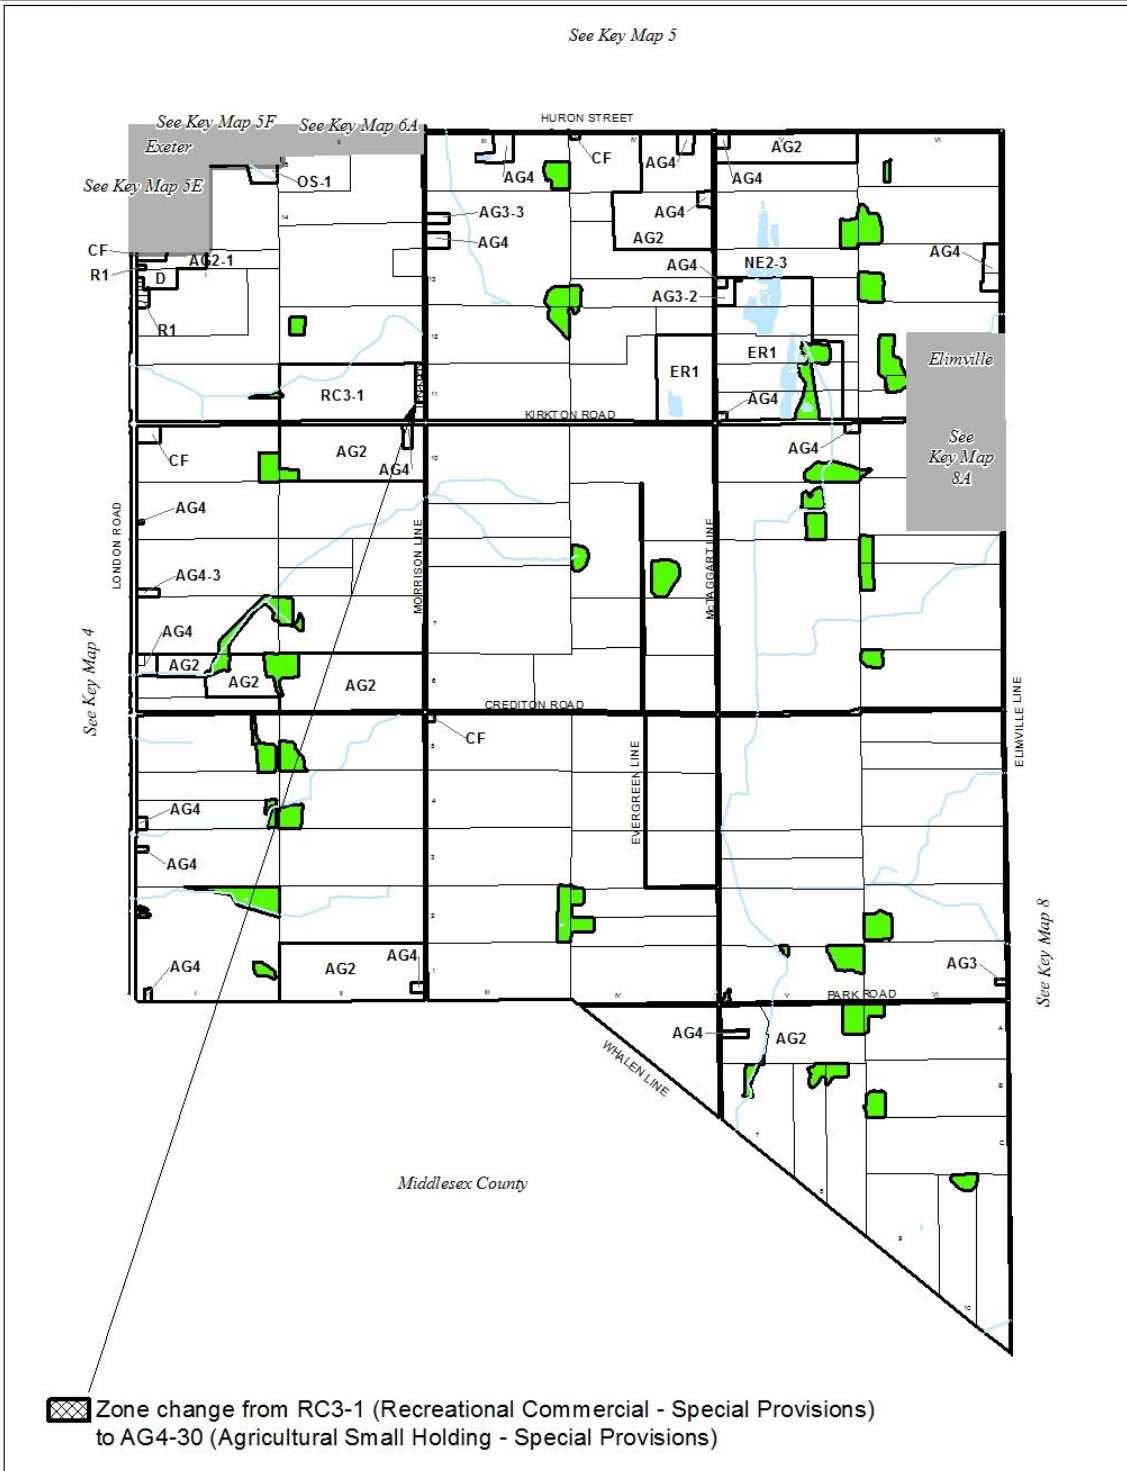 See Key Map 5
HURON STREET
See Key Map 5F
See Key Map 6A
Exeter
See Key Map 5E
OS-1
CF
AG2-1
R1
D
R1
AG4
CF
AG4
AG4
AG2
AG3-3
AG4
AG4
AG2
AG4
NE2-3
AG4
AG3-2
ER1
ER1
AG4
Elimville
RC3-1
KIRKTON ROAD
AG2
AG4
CF
AG4
See
Key Map
8A
LONDON ROAD
AG4
MORRISON LINE
McTAGGART LINE
AG4-3
AG4
AG2
AG2
AG2
See Key Map 4
CREDITON ROAD
ELIMVILLE LINE
CF
EVERGREEN LINE
AG4
AG4
AG4
AG2
AG4
AG3
See Key Map 8
PARK ROAD
AG4
AG2
WHALEN LINE
Middlesex County
Zone change from RC3-1 (Recreational Commercial - Special Provisions)
to AG4-30 (Agricultural Small Holding - Special Provisions)